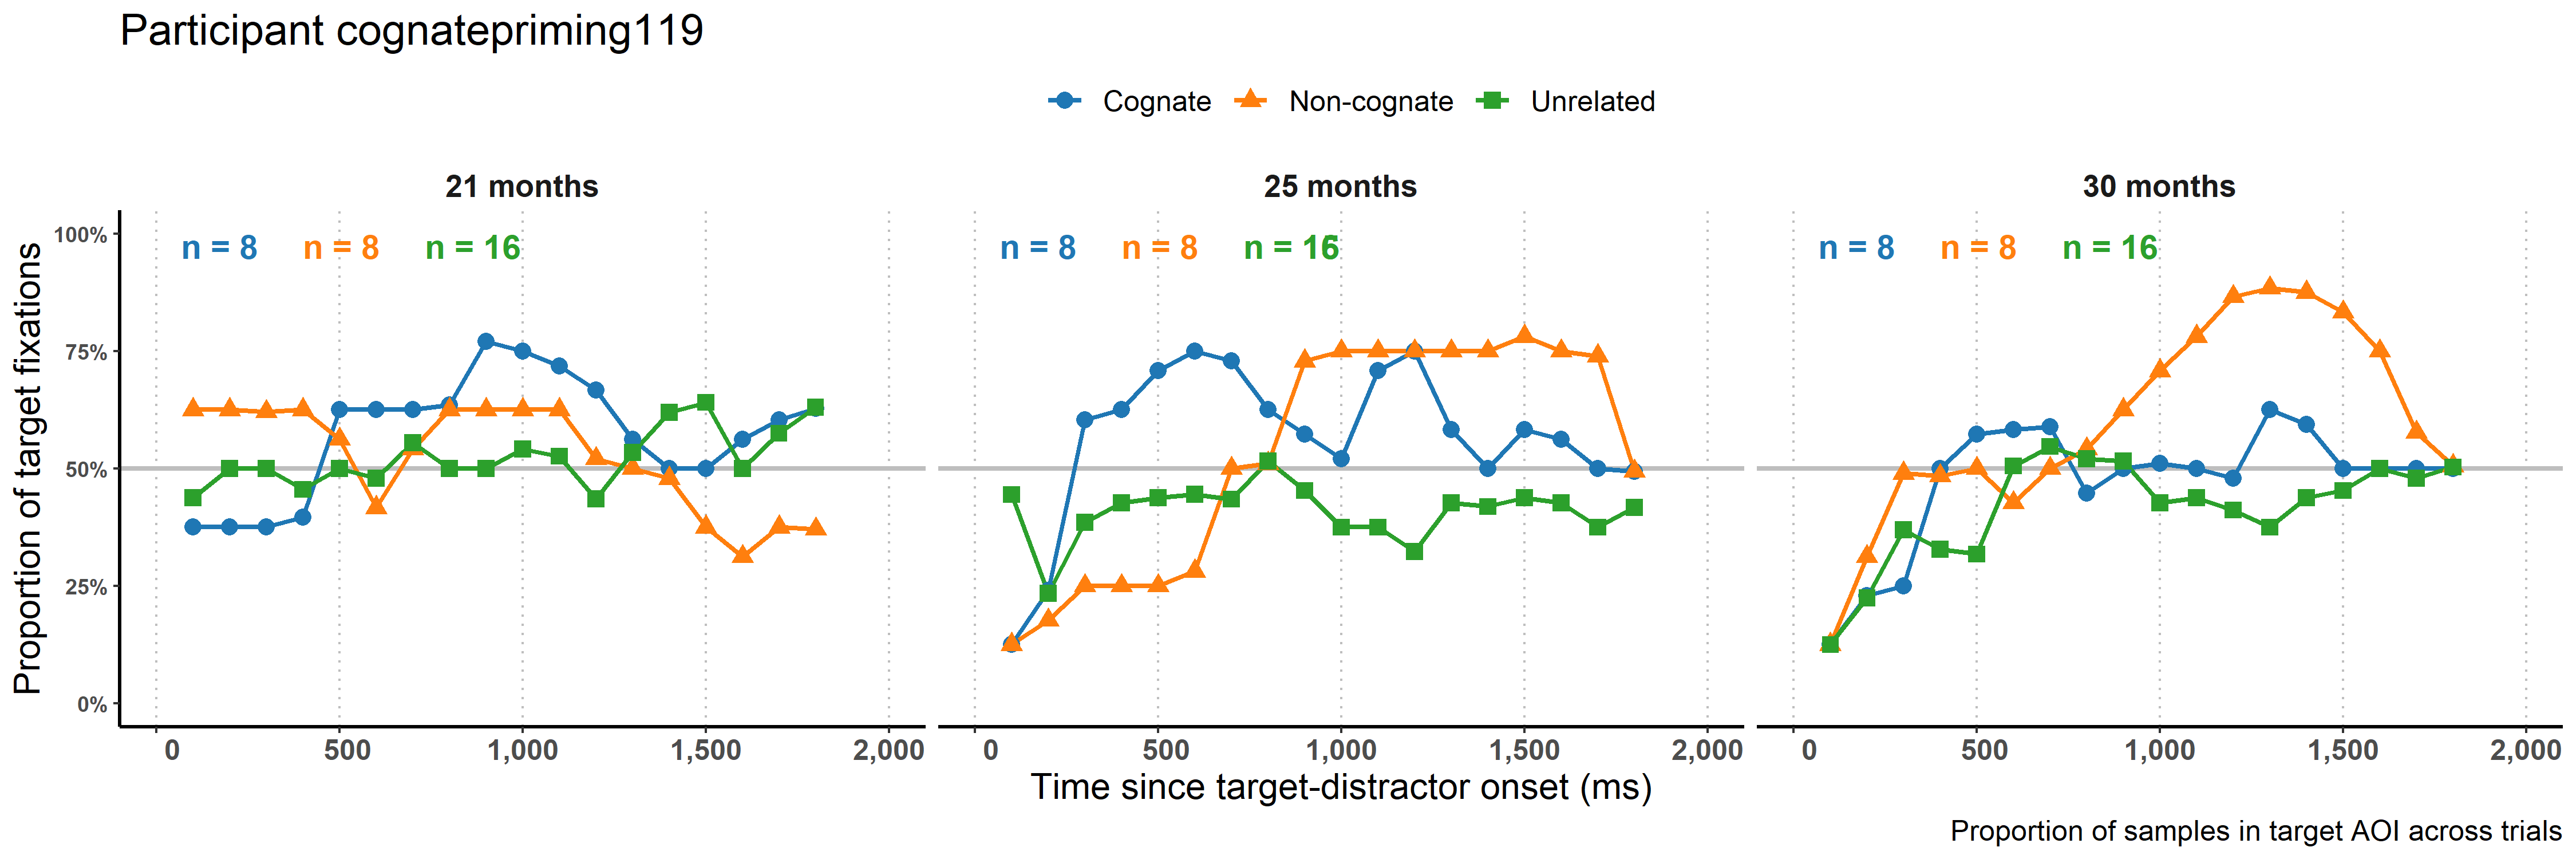 Participant cognatepriming119
Cognate Non-cognate Unrelated
21 months 25 months 30 months
100% n = 8 n = 8 n = 16 n = 8 n = 8 n = 16 n = 8 n = 8 n = 16
75%
50%
25%
0%
Proportion of target fixations
0 500 1,000 1,500 2,000 0 500 1,000 1,500 2,000 0 500 1,000 1,500 2,000
Time since target-distractor onset (ms)
Proportion of samples in target AOI across trials